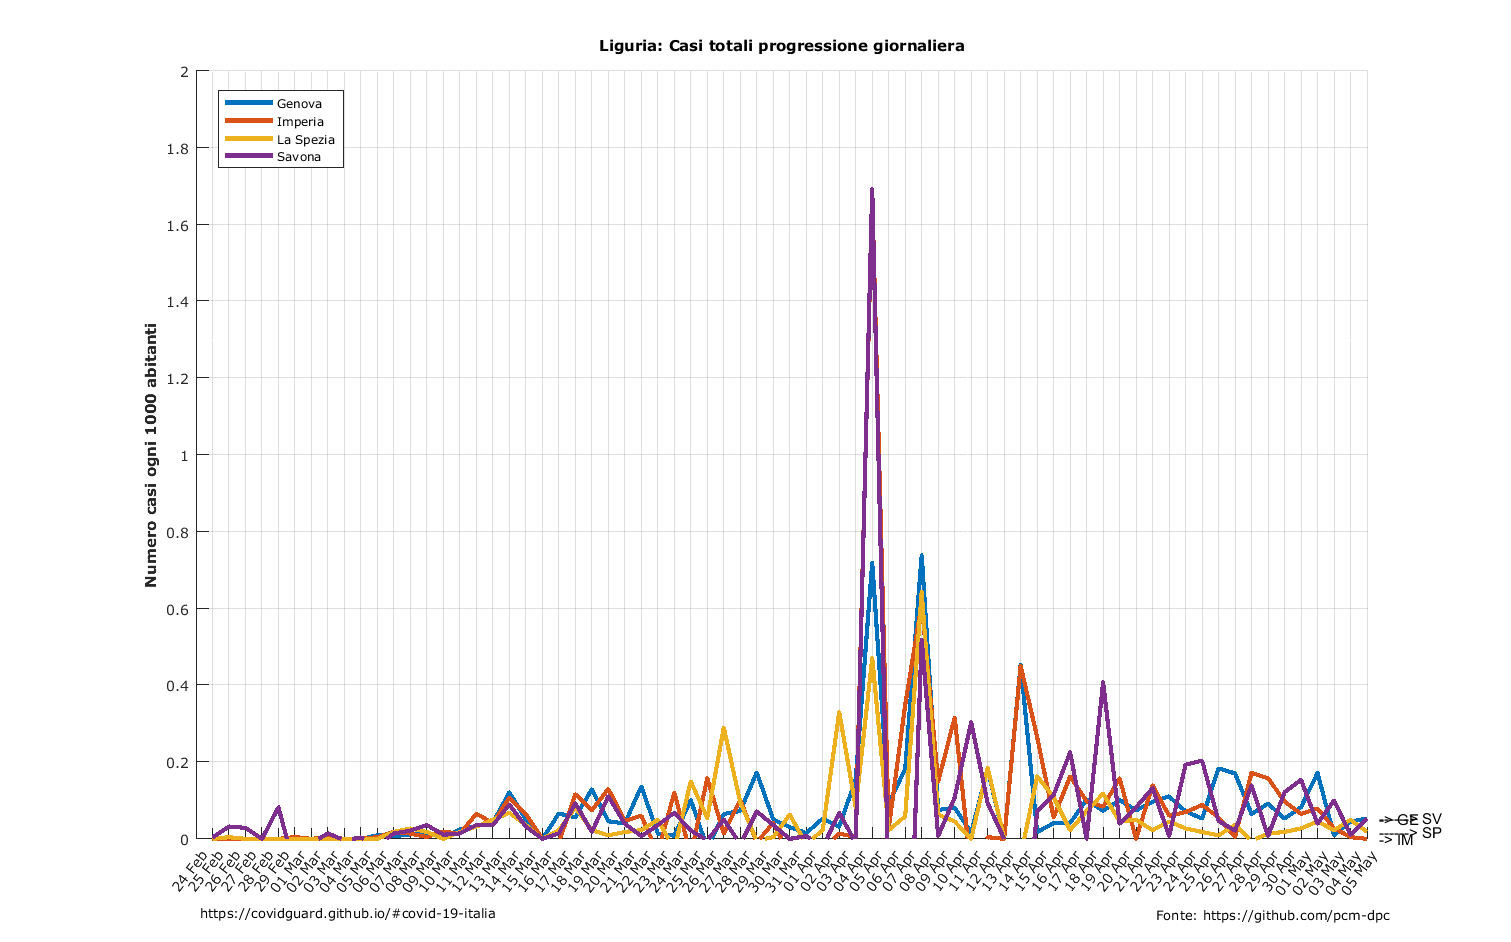 Liguria: Casi totali progressione giornaliera
2
1.8
1.6
1.4
1.2
1
0.8
0.6
0.4
0.2
0
Numero casi ogni 1000 abitanti
Genova
Imperia
La Spezia
Savona
-> GE
----> SV
----> SP
-> IM
24 Feb
25 Feb
26 Feb
27 Feb
28 Feb
29 Feb
01 Mar
02 Mar
03 Mar
04 Mar
05 Mar
06 Mar
07 Mar
08 Mar
09 Mar
10 Mar
11 Mar
12 Mar
13 Mar
14 Mar
15 Mar
16 Mar
17 Mar
18 Mar
19 Mar
20 Mar
21 Mar
22 Mar
23 Mar
24 Mar
25 Mar
26 Mar
27 Mar
28 Mar
29 Mar
30 Mar
31 Mar
01 Apr
02 Apr
03 Apr
04 Apr
05 Apr
06 Apr
07 Apr
08 Apr
09 Apr
10 Apr
11 Apr
12 Apr
13 Apr
14 Apr
15 Apr
16 Apr
17 Apr
18 Apr
19 Apr
20 Apr
21 Apr
22 Apr
23 Apr
24 Apr
25 Apr
26 Apr
27 Apr
28 Apr
29 Apr
30 Apr
01 May
02 May
03 May
04 May
05 May
https://covidguard.github.io/#covid-19-italia
Fonte: https://github.com/pcm-dpc